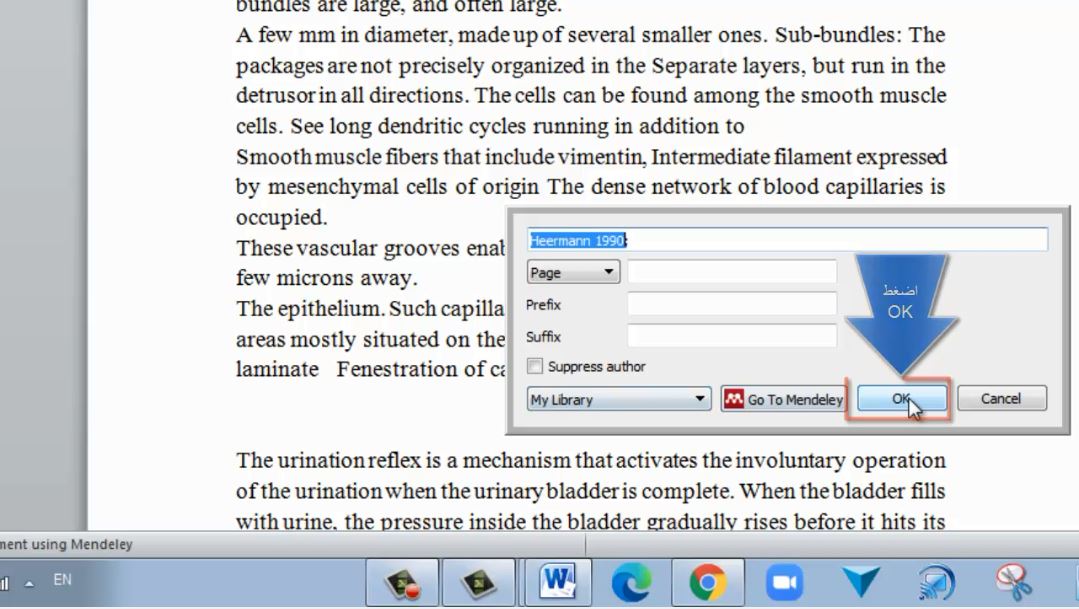 bundles are large, and often large.
A few mm in diameter, made up of several smaller ones. Sub-bundles: The
packages are not precisely organized in the Separate layers, but run in the
detrusor in all directions. The cells can be found among the smooth muscle
cells. See long dendritic cycles running in addition to
Smooth muscle fibers that include vimentin, Intermediate filament expressed
by mesenchymal cells of origin The dense network of blood capillaries is
occupied.
These vascular grooves enab
few microns away.
The epithelium. Such capilla
areas mostly situated on the
laminate Fenestration of ca
Heermann 1990;
Page
Prefix
Suffix
Suppress author
My Library
Go To Mendeley
OK
Cancel
اضغط
OK
The urination reflex is a mechanism that activates the involuntary operation
of the urination when the urinary bladder is complete. When the bladder fills
with urine, the pressure inside the bladder gradually rises before it hits its
ment using Mendeley
EN